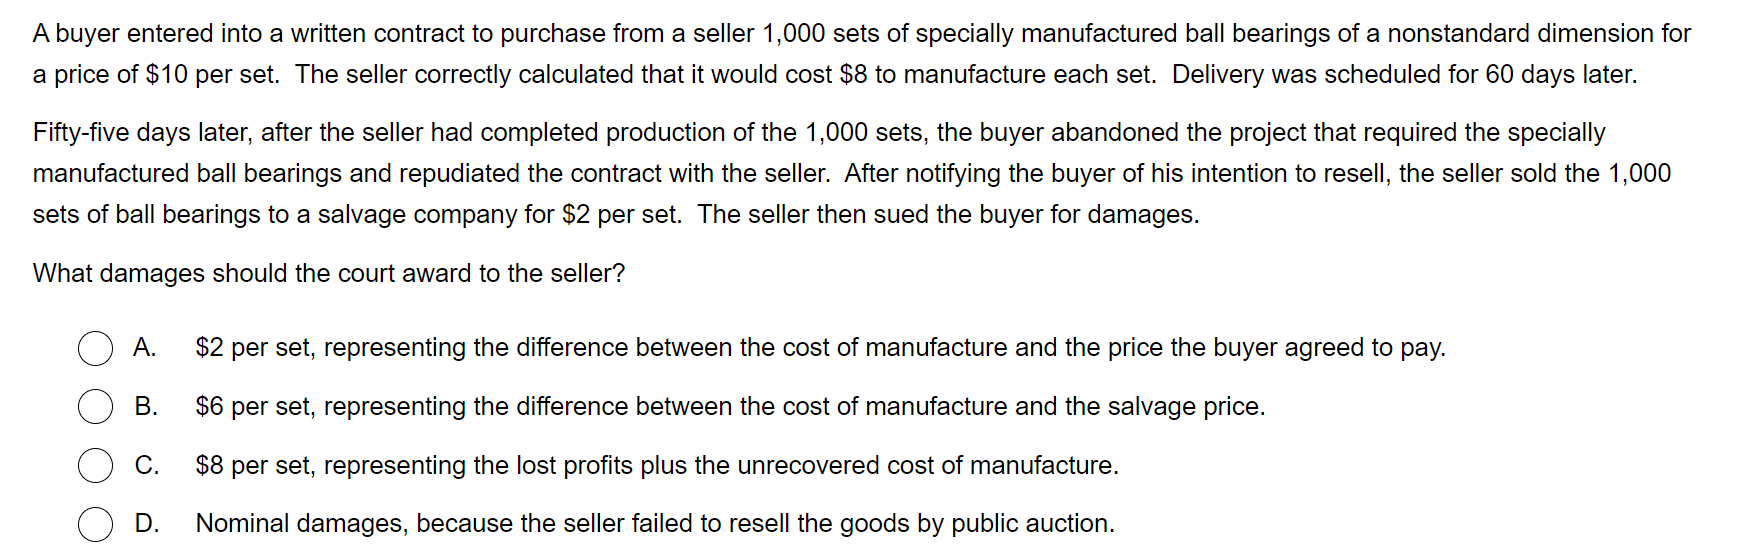 A buyer entered into a written contract to purchase from a seller 1,000 sets of specially manufactured ball bearings of a nonstandard dimension for
a price of $10 per set.  The seller correctly calculated that it would cost $8 to manufacture each set.  Delivery was scheduled for 60 days later.
Fifty-five days later, after the seller had completed production of the 1,000 sets, the buyer abandoned the project that required the specially
manufactured ball bearings and repudiated the contract with the seller.  After notifying the buyer of his intention to resell, the seller sold the 1,000
sets of ball bearings to a salvage company for $2 per set.  The seller then sued the buyer for damages.
What damages should the court award to the seller?
A. $2 per set, representing the difference between the cost of manufacture and the price the buyer agreed to pay.
B. $6 per set, representing the difference between the cost of manufacture and the salvage price.
C. $8 per set, representing the lost profits plus the unrecovered cost of manufacture.
D. Nominal damages, because the seller failed to resell the goods by public auction.